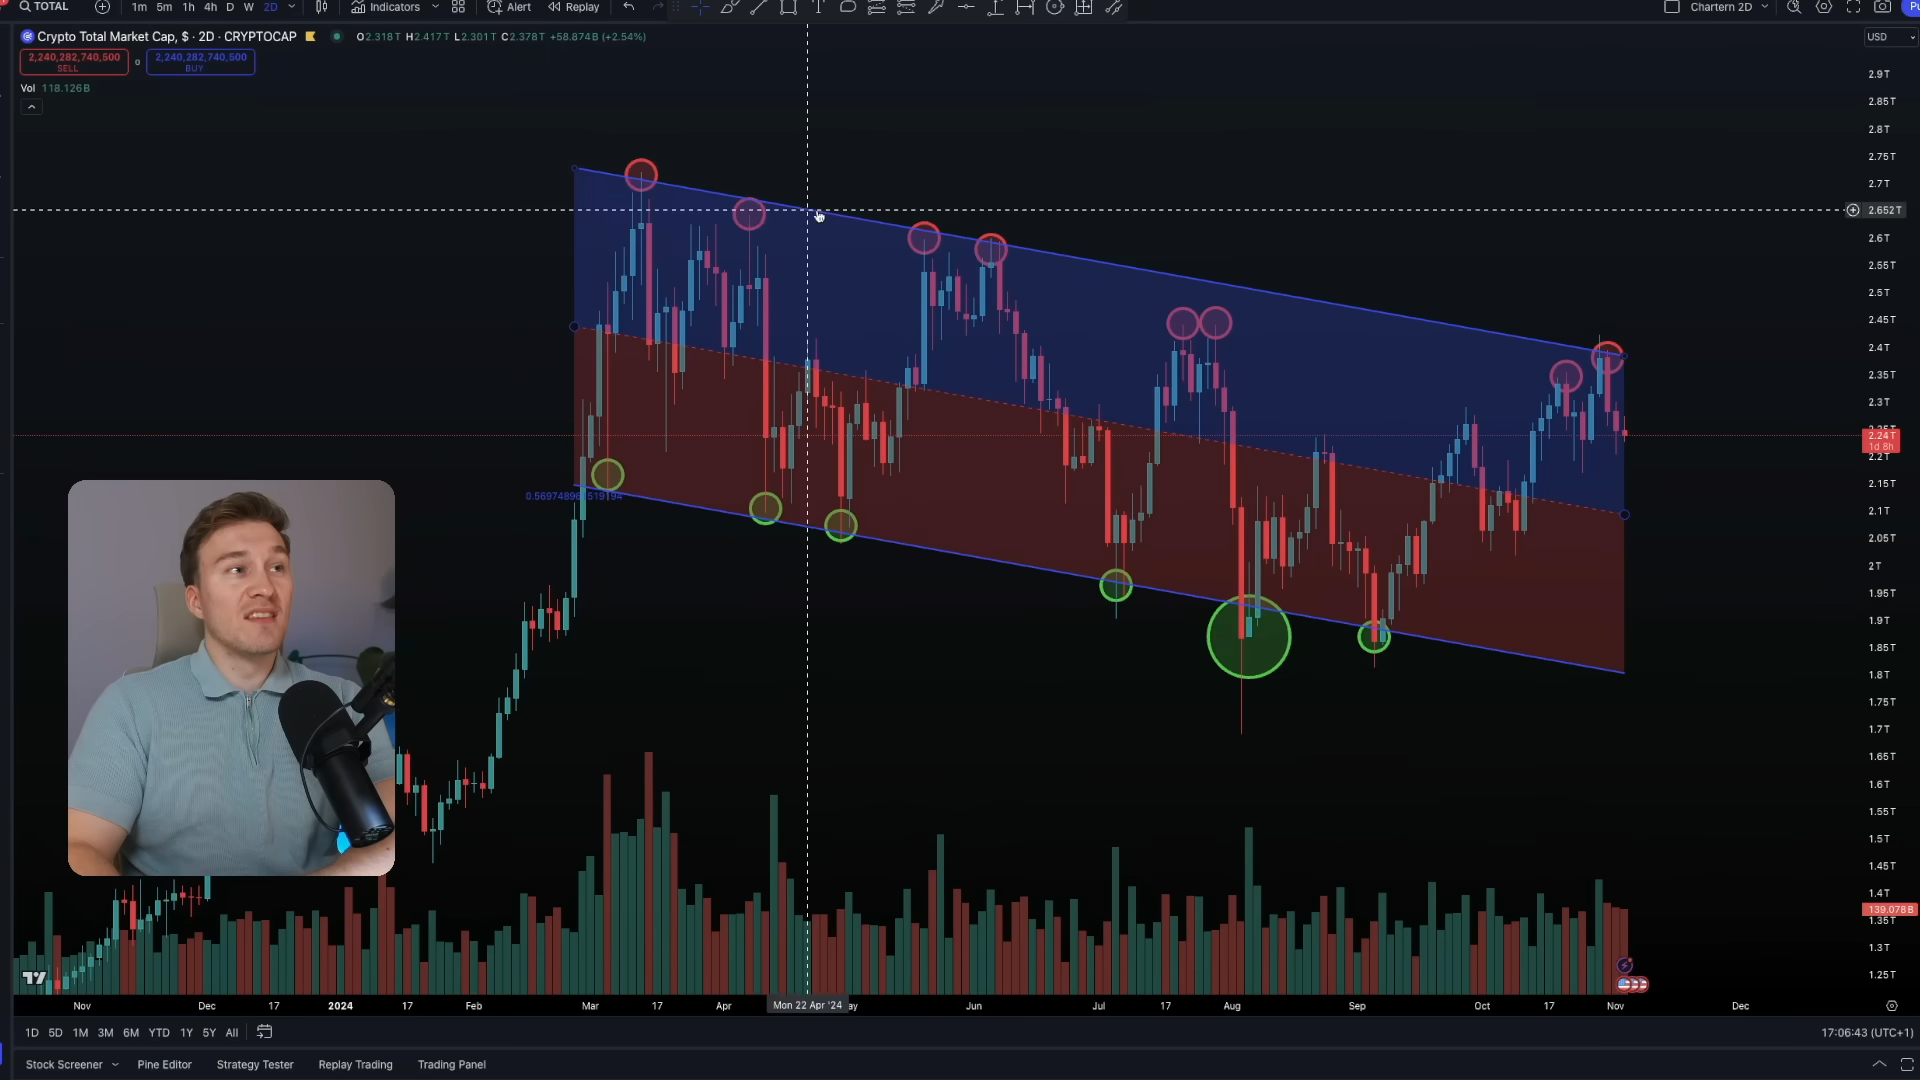 TOTAL 1m 5m 1h 4h D W 2D Indicators Alert Replay Chartern 2D
Crypto Total Market Cap, $ · 2D · CRYPTOCAP O2.318T H2.417T L2.301T C2.378T +58.874B (+2.54%) USD
2,240,282,740,500 0 2,240,282,740,500
SELL BUY
Vol 118.126B
2.9T
2.85T
2.8T
2.75T
2.7T
2.652T
2.6T
2.55T
2.5T
2.45T
2.4T
2.35T
2.3T
2.24T
1d 8h
2.2T
2.15T
2.1T
2.05T
2T
1.95T
1.9T
1.85T
1.8T
1.75T
1.7T
1.65T
1.6T
1.55T
1.5T
1.45T
1.4T
139.078B
1.35T
1.3T
1.25T
Nov Dec 17 2024 17 Feb Mar 17 Apr Mon 22 Apr '24 Jun Jul 17 Aug Sep Oct 17 Nov Dec
1D 5D 1M 3M 6M YTD 1Y 5Y All 17:06:43 (UTC+1)
Stock Screener Pine Editor Strategy Tester Replay Trading Trading Panel